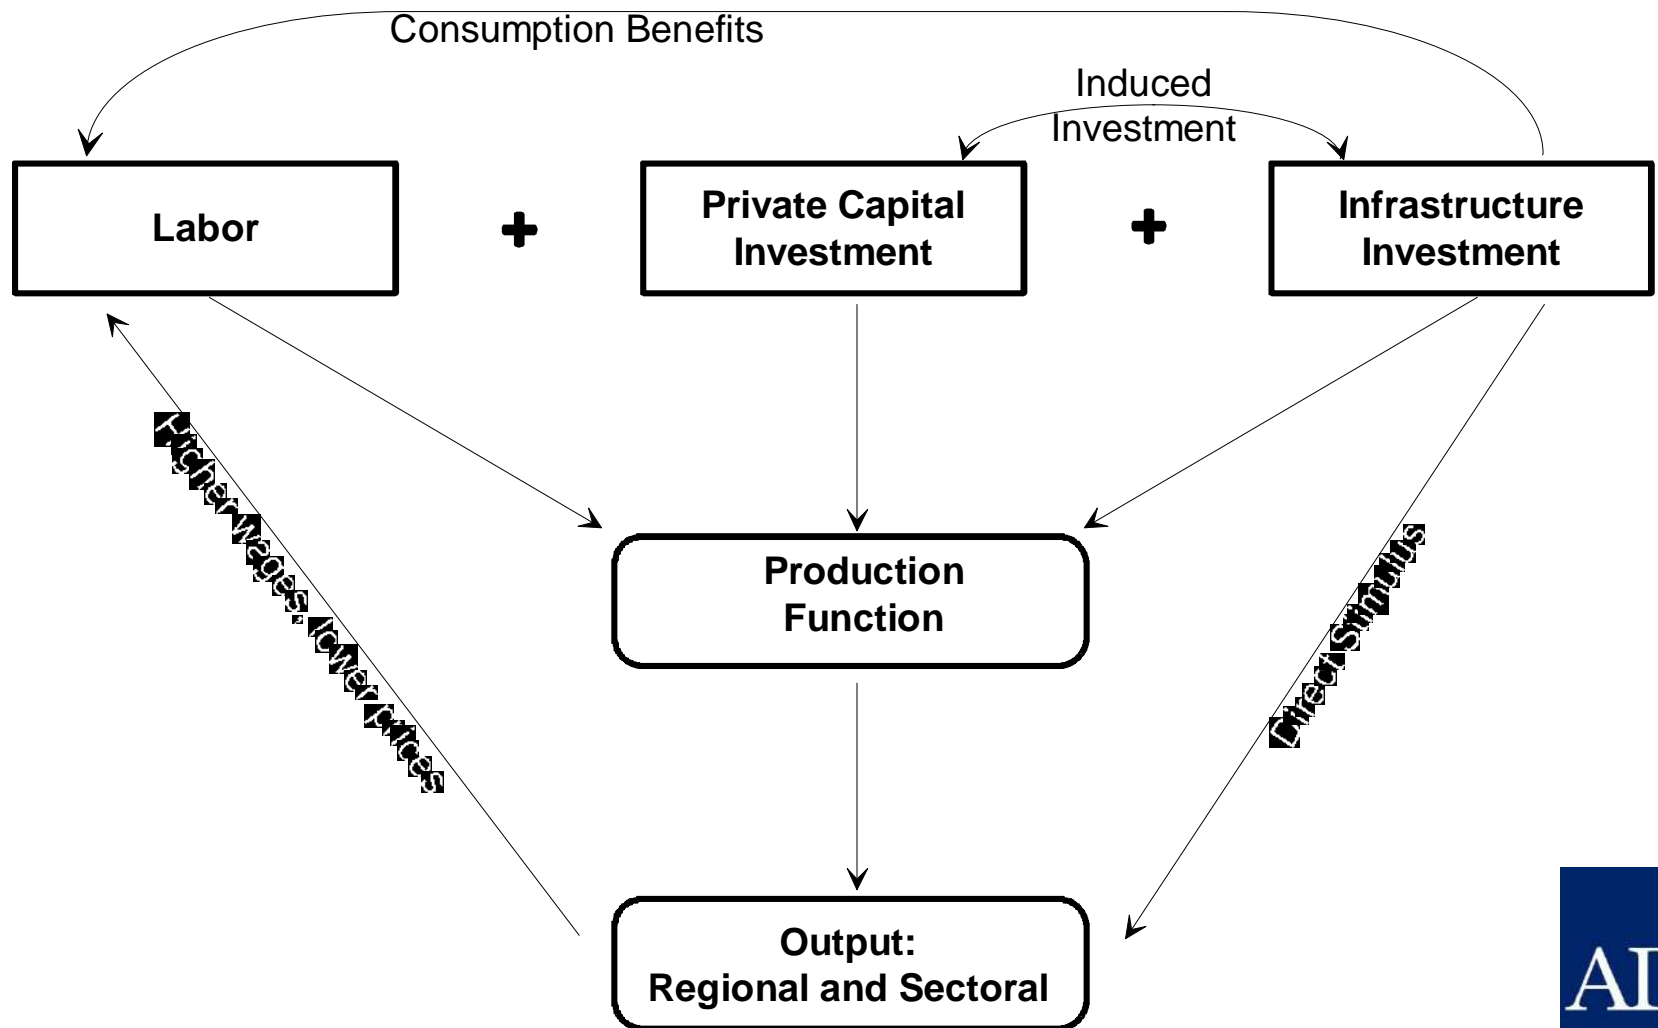 Consumption Benefits
Induced
Investment
Labor
+
Private Capital
Investment
+
Infrastructure
Investment
Higher wages, lower prices
Direct Stimulus
Production
Function
Output:
Regional and Sectoral